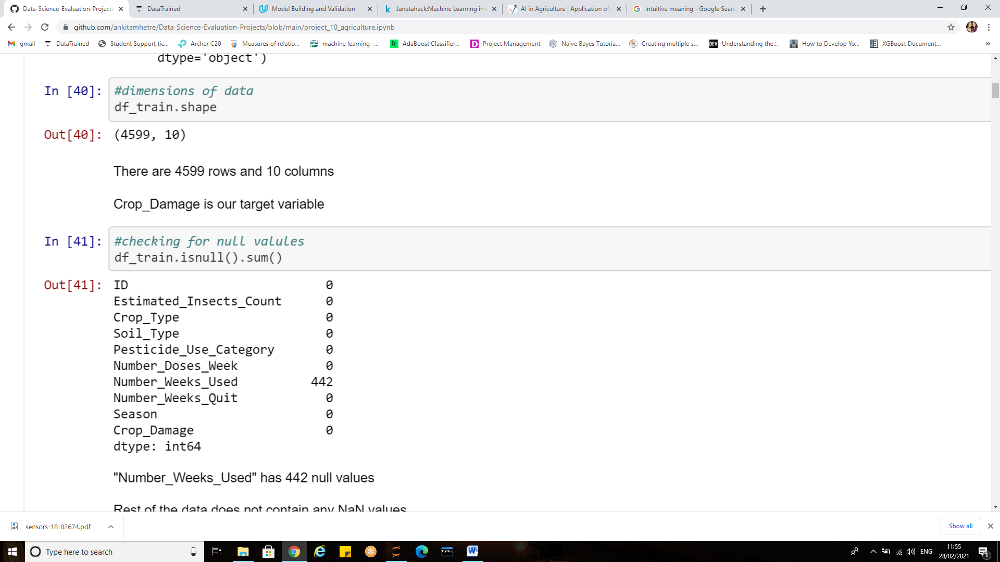 Data-Science-Evaluation-Projects
DataTrained
Model Building and Validation
Janatahack:Machine Learning in
AI in Agriculture | Application of
intuitive meaning - Google Sear
github.com/ankitamhetre/Data-Science-Evaluation-Projects/blob/main/project_10_agriculture.ipynb
gmail
DataTrained
Student Support tic...
Archer C20
Measures of relatio...
machine learning -...
AdaBoost Classifier...
Project Management
Naive Bayes Tutoria...
Creating multiple s...
DEV
Understanding the...
How to Develop Yo...
XGBoost Document...
»
dtype='object')
In [40]:
#dimensions of data
df_train.shape
Out[40]: (4599, 10)
There are 4599 rows and 10 columns
Crop_Damage is our target variable
In [41]:
#checking for null valules
df_train.isnull().sum()
Out[41]: ID 0
Estimated_Insects_Count 0
Crop_Type 0
Soil_Type 0
Pesticide_Use_Category 0
Number_Doses_Week 0
Number_Weeks_Used 442
Number_Weeks_Quit 0
Season 0
Crop_Damage 0
dtype: int64
"Number_Weeks_Used" has 442 null values
Rest of the data does not contain any NaN values
sensors-18-02674.pdf
Show all
Type here to search
ENG
11:55
28/02/2021
1